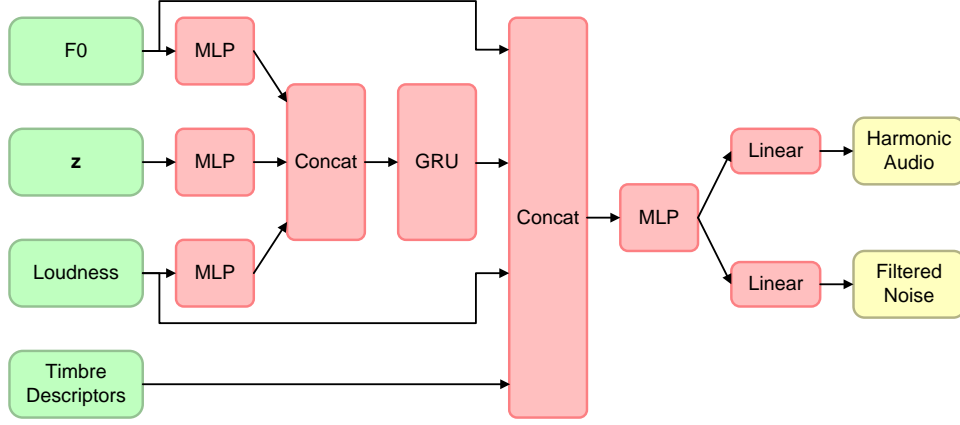 F0
MLP
z
MLP
Loudness
MLP
Timbre
Descriptors
Concat
GRU
Concat
MLP
Linear
Linear
Harmonic
Audio
Filtered
Noise